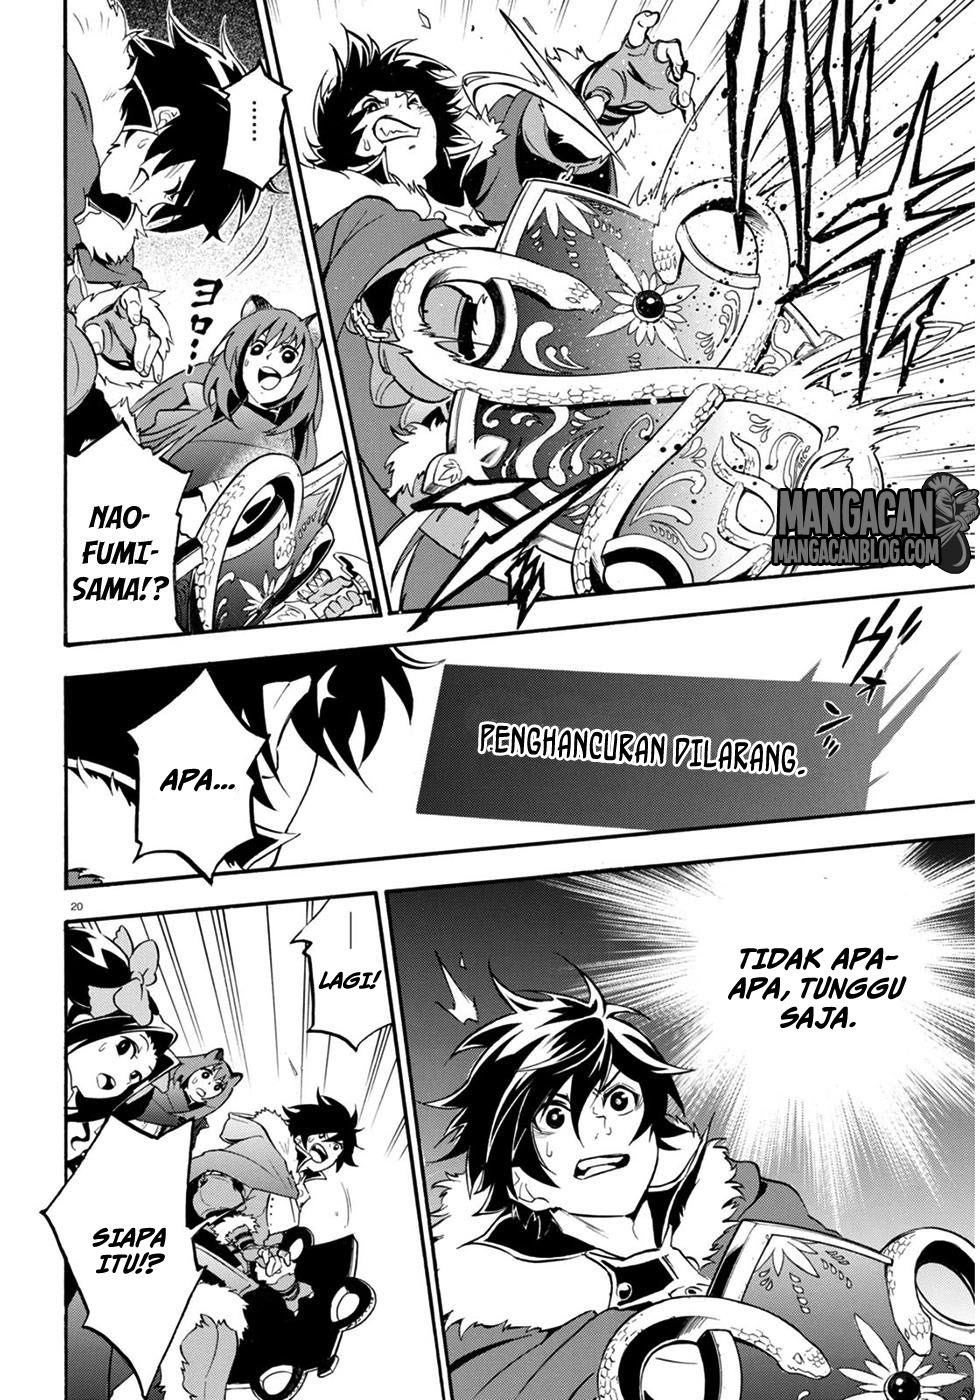 ......
ヨロ...
NAO-
FUMI-
SAMA!?
MANGACAN
MANGACANBLOG.COM
PENGHANCURAN DILARANG.
APA...
20
TIDAK APA-
APA, TUNGGU
SAJA.
LAGI!
SIAPA
ITU!?